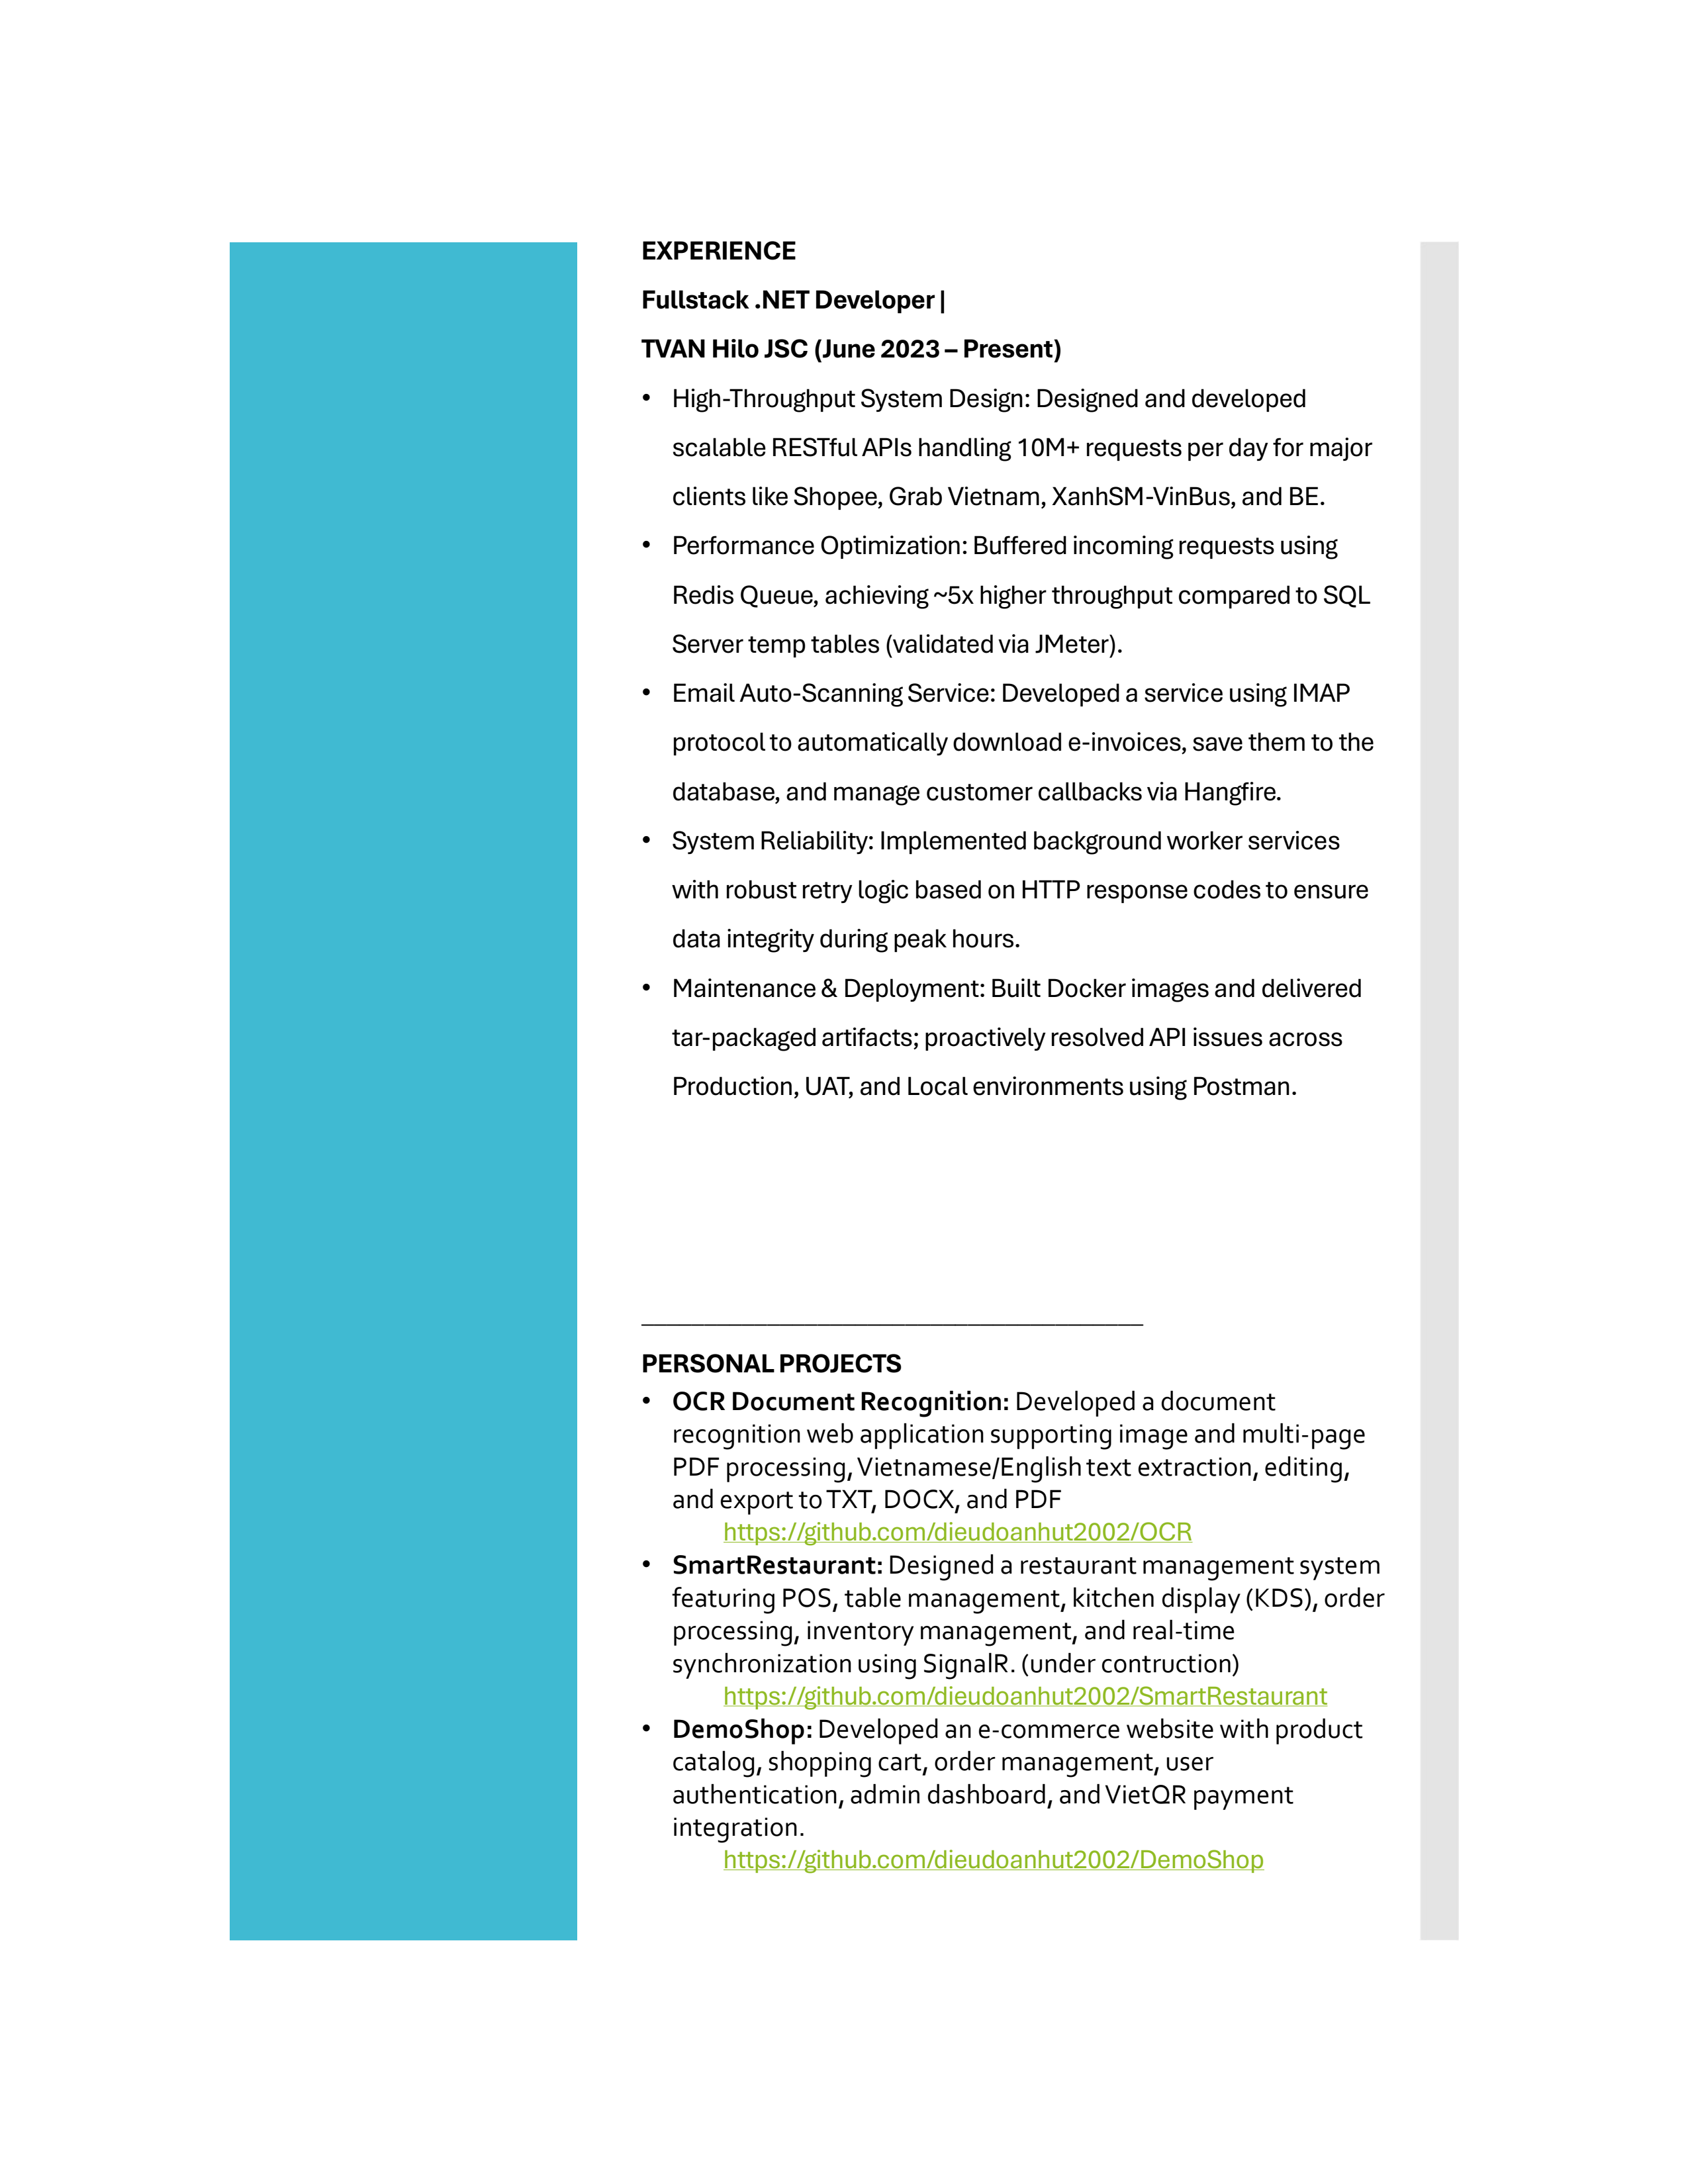 EXPERIENCE
Fullstack .NET Developer |
TVAN Hilo JSC (June 2023 – Present)
• High-Throughput System Design: Designed and developed
scalable RESTful APIs handling 10M+ requests per day for major
clients like Shopee, Grab Vietnam, XanhSM-VinBus, and BE.
• Performance Optimization: Buffered incoming requests using
Redis Queue, achieving ~5x higher throughput compared to SQL
Server temp tables (validated via JMeter).
• Email Auto-Scanning Service: Developed a service using IMAP
protocol to automatically download e-invoices, save them to the
database, and manage customer callbacks via Hangfire.
• System Reliability: Implemented background worker services
with robust retry logic based on HTTP response codes to ensure
data integrity during peak hours.
• Maintenance & Deployment: Built Docker images and delivered
tar-packaged artifacts; proactively resolved API issues across
Production, UAT, and Local environments using Postman.
PERSONAL PROJECTS
• OCR Document Recognition: Developed a document
recognition web application supporting image and multi-page
PDF processing, Vietnamese/English text extraction, editing,
and export to TXT, DOCX, and PDF
https://github.com/dieudoanhut2002/OCR
• SmartRestaurant: Designed a restaurant management system
featuring POS, table management, kitchen display (KDS), order
processing, inventory management, and real-time
synchronization using SignalR. (under contruction)
https://github.com/dieudoanhut2002/SmartRestaurant
• DemoShop: Developed an e-commerce website with product
catalog, shopping cart, order management, user
authentication, admin dashboard, and VietQR payment
integration.
https://github.com/dieudoanhut2002/DemoShop